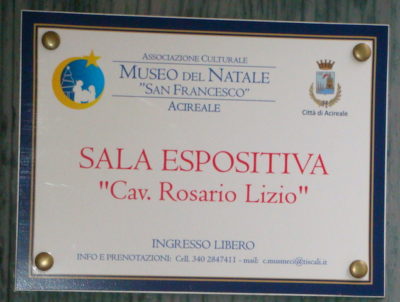 Associazione Culturale
Museo del Natale
"San Francesco"
Acireale
Città di Acireale
SALA ESPOSITIVA
"Cav. Rosario Lizio"
INGRESSO LIBERO
INFO E PRENOTAZIONI: Cell. 340 2847411 - mail: c.musmeci@tiscali.it